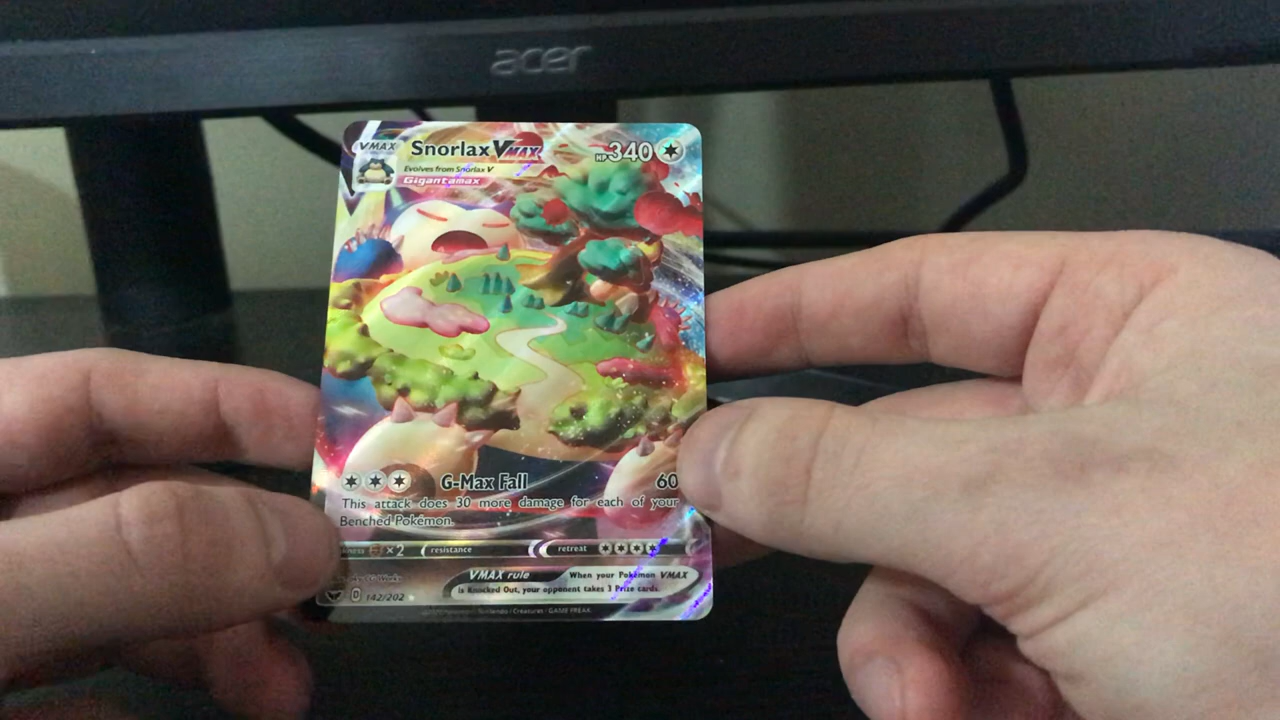 acer
VMAX
Snorlax VMAX
HP 340
Evolves from Snorlax V
Gigantamax
G-Max Fall 60
This attack does 30 more damage for each of your
Benched Pokémon.
×2 resistance retreat
VMAX rule When your Pokémon VMAX
is Knocked Out, your opponent takes 3 Prize cards.
D 142/202
Nintendo / Creatures / GAME FREAK